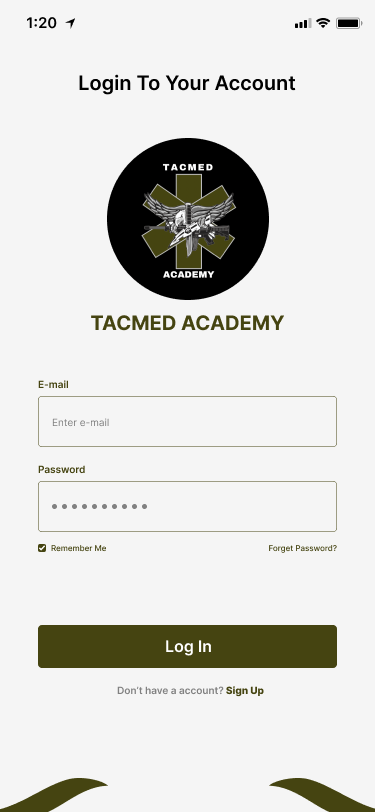 1:20
Login To Your Account
TACMED
ACADEMY
TACMED ACADEMY
E-mail
Enter e-mail
Password
Remember Me
Forget Password?
Log In
Don't have a account? Sign Up